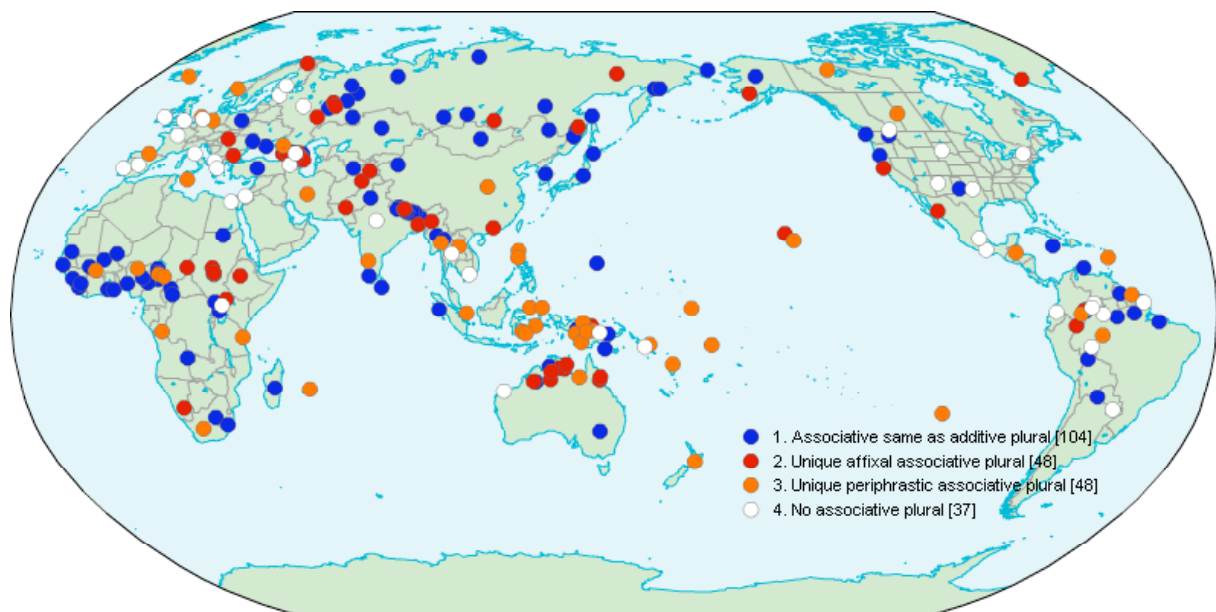 1. Associative same as additive plural [104]
2. Unique affixal associative plural [48]
3. Unique periphrastic associative plural [48]
4. No associative plural [37]